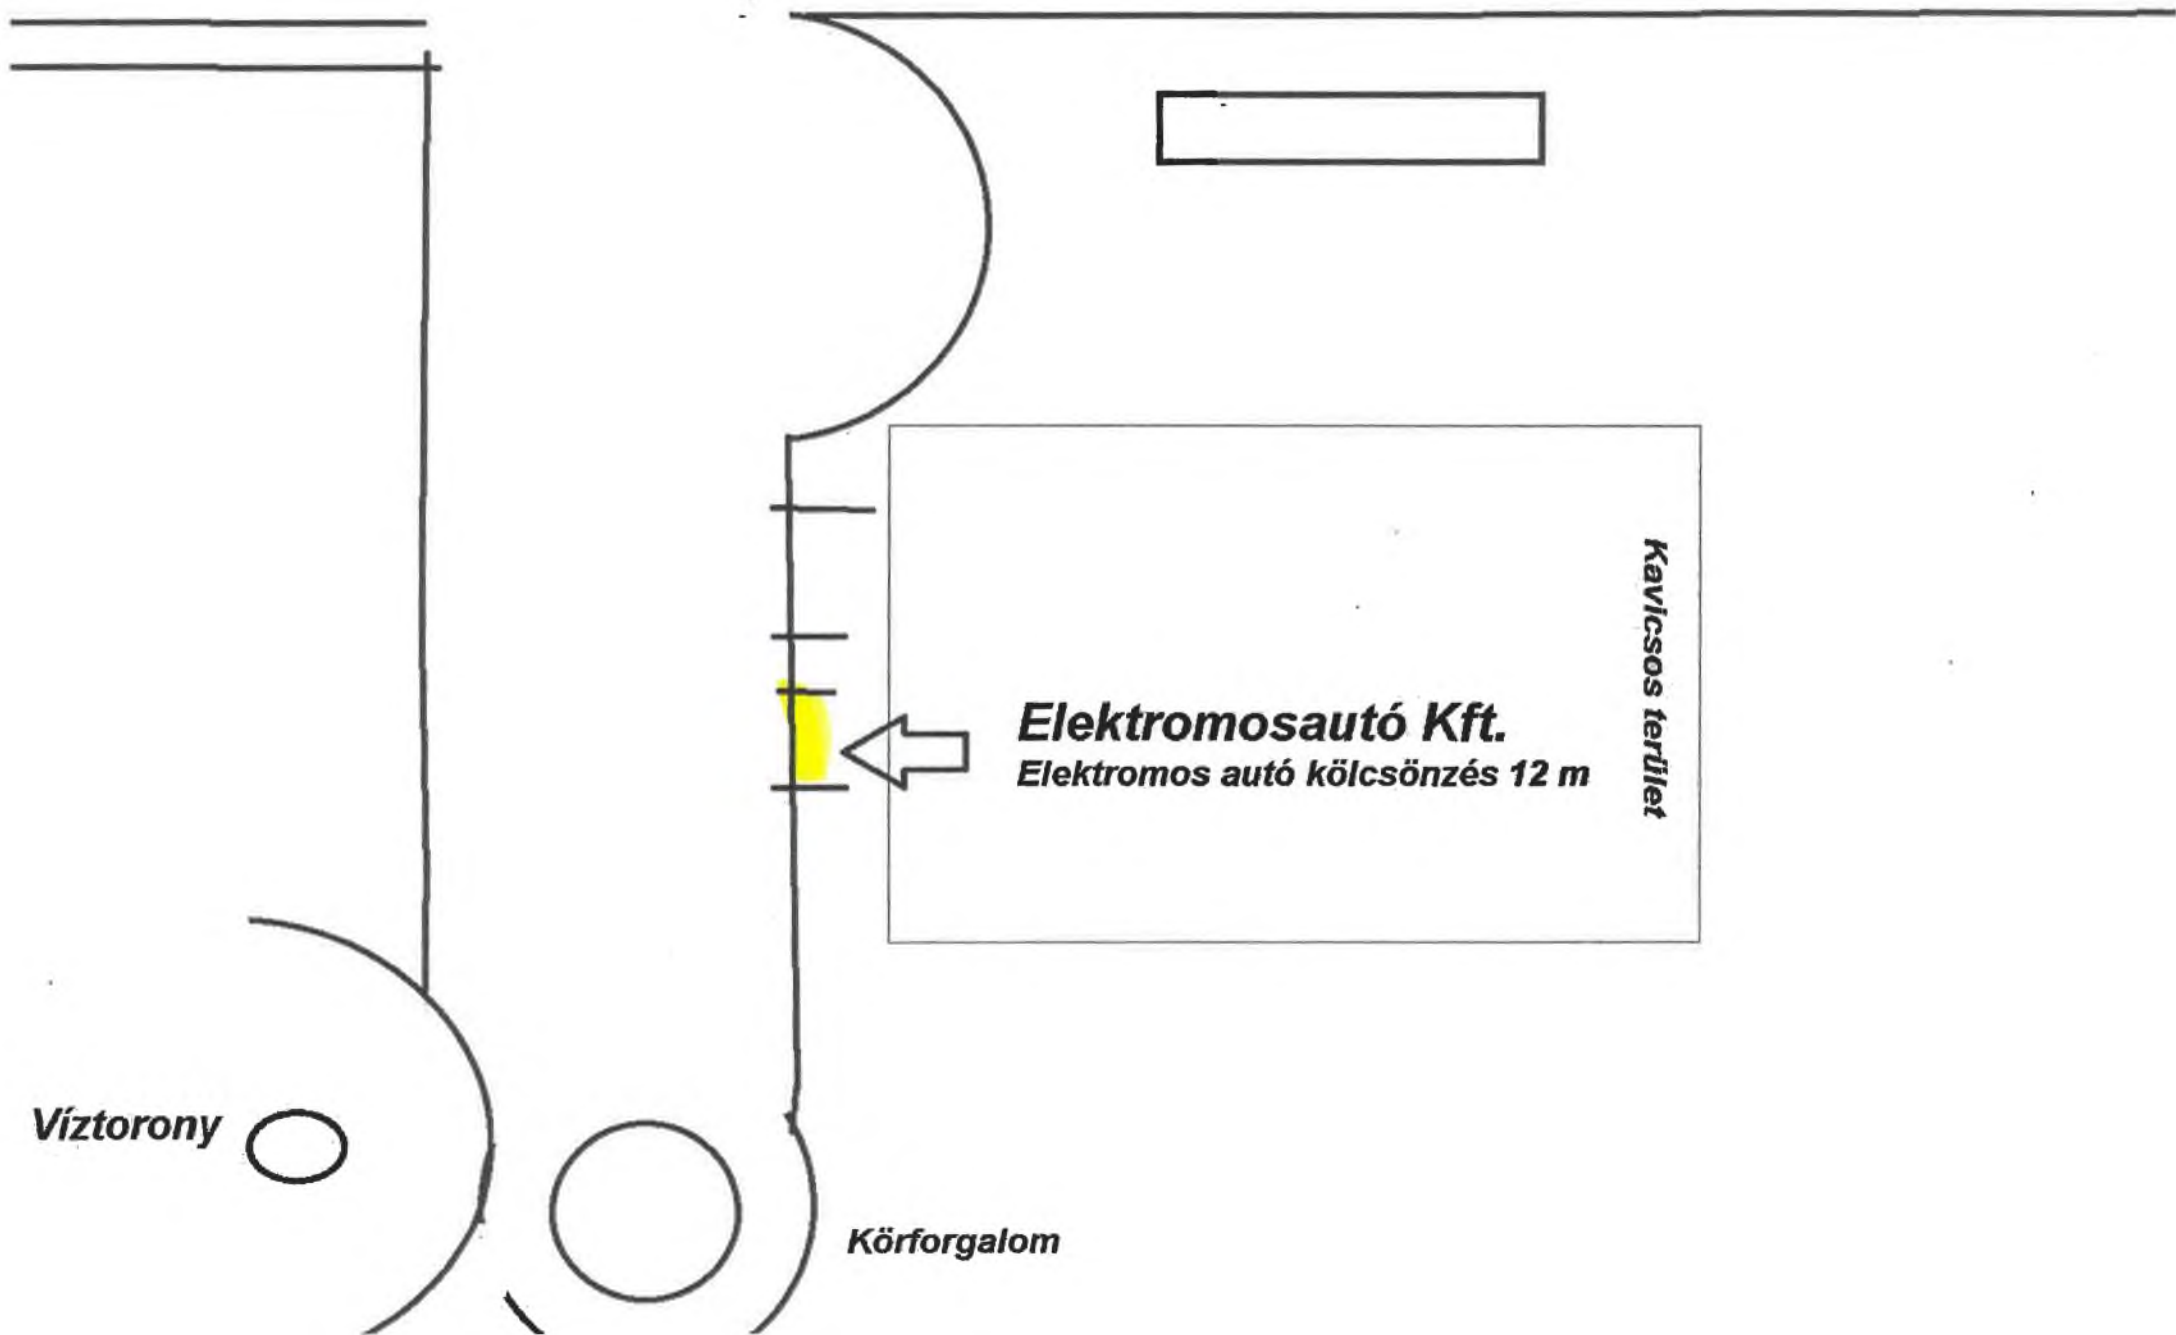 Kavicsos terület
Elektromosautó Kft.
Elektromos autó kölcsönzés 12 m
Víztorony
Körforgalom